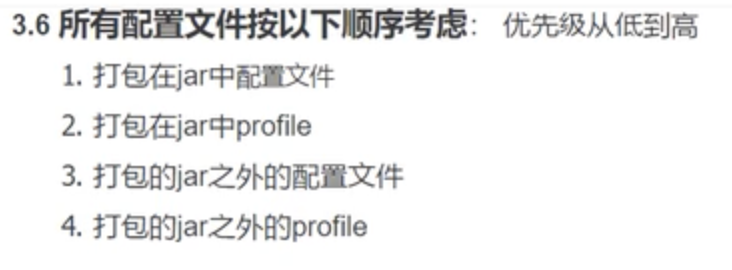 3.6 所有配置文件按以下顺序考虑： 优先级从低到高
1. 打包在jar中配置文件
2. 打包在jar中profile
3. 打包的jar之外的配置文件
4. 打包的jar之外的profile